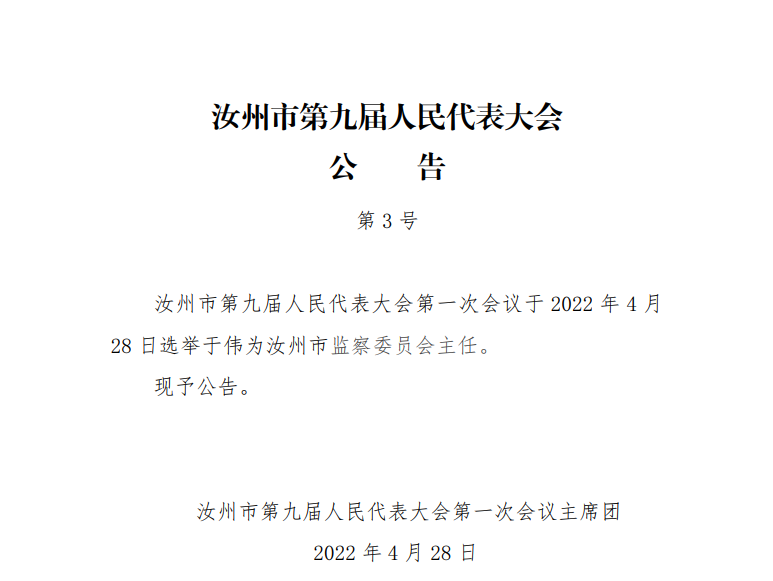 汝州市第九届人民代表大会
公 告
第 3 号
汝州市第九届人民代表大会第一次会议于 2022 年 4 月
28 日选举于伟为汝州市监察委员会主任。
现予公告。
汝州市第九届人民代表大会第一次会议主席团
2022 年 4 月 28 日